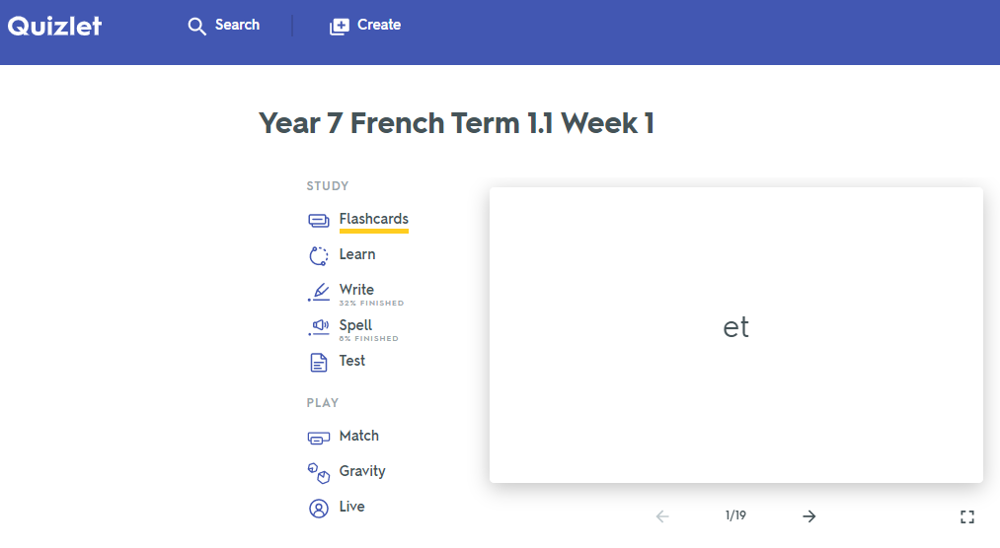 Quizlet
Search
Create
Year 7 French Term 1.1 Week 1
STUDY
Flashcards
Learn
Write
32% FINISHED
Spell
8% FINISHED
Test
PLAY
Match
Gravity
Live
et
1/19